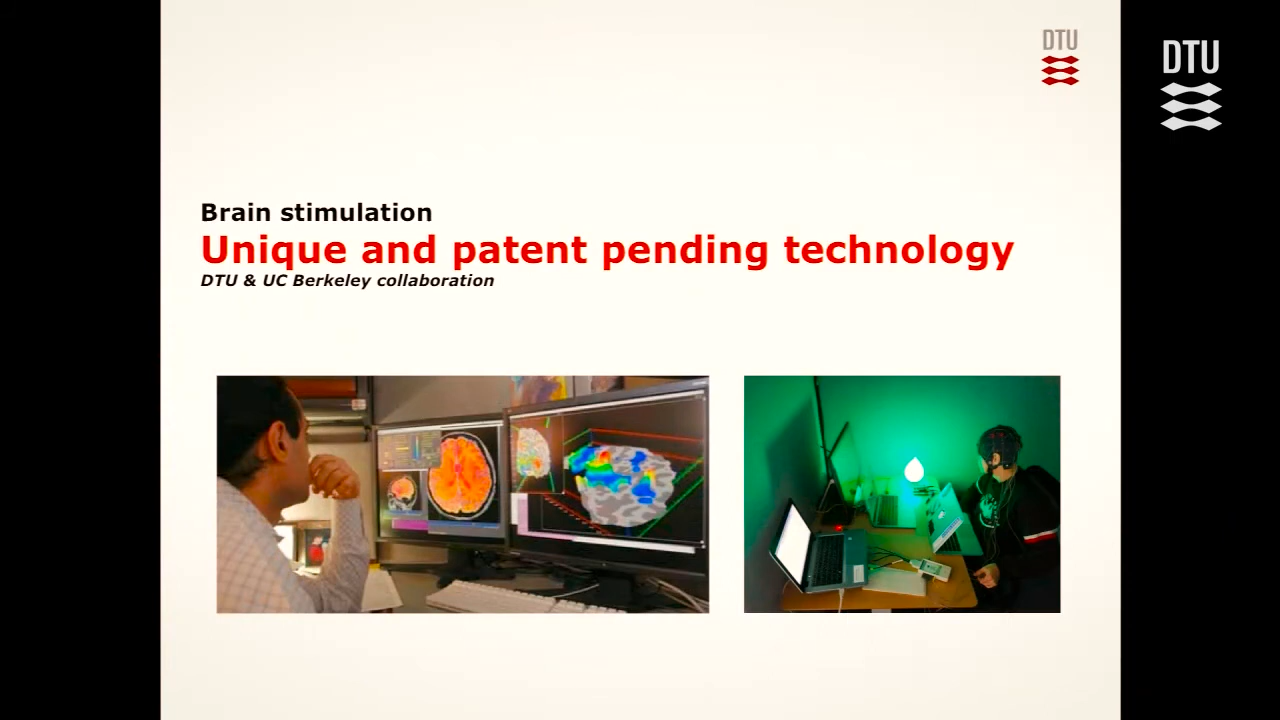 DTU
DTU
Brain stimulation
Unique and patent pending technology
DTU & UC Berkeley collaboration